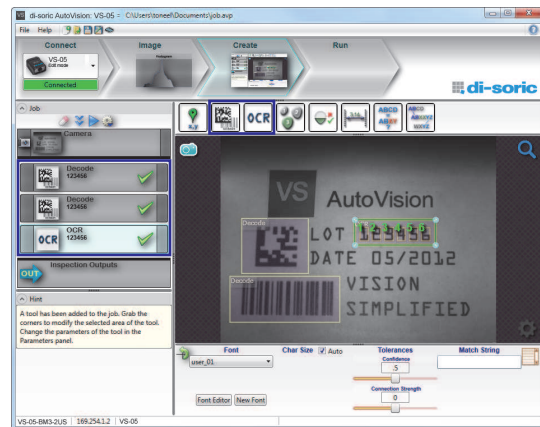 di-soric AutoVision: VS-05 = C:\Users\toneef\Documents\job.avp
File Help
Connect
Image
Create
Run
VS-05
Edit mode
Connected
di-soric
Job
Camera
Decode
123456
Decode
123456
OCR
123456
Inspection Outputs
OUT
Hint
A tool has been added to the job. Grab the
corners to modify the selected area of the tool.
Change the parameters of the tool in the
Parameters panel.
OCR
ABCD
VS AutoVision
Decode
LOT 123456
DATE 05/2012
Decode
VISION
SIMPLIFIED
Font
user_01
Char Size
Auto
Tolerances
Confidence
.5
Connection Strength
0
Match String
Font Editor
New Font
VS-05-BM3-2US 169.254.1.2 VS-05